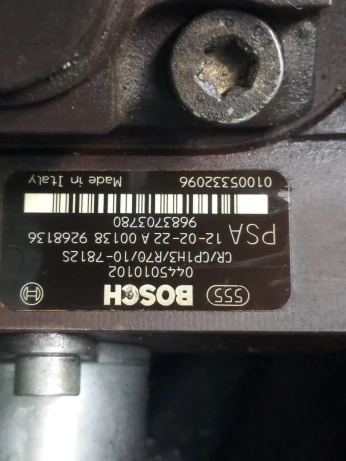 555 BOSCH
0445010102
CR/CP1H3/R70/10-7812S
PSA 12-02-22 A 00138 9268136
9683703780
01005332096 Made in Italy